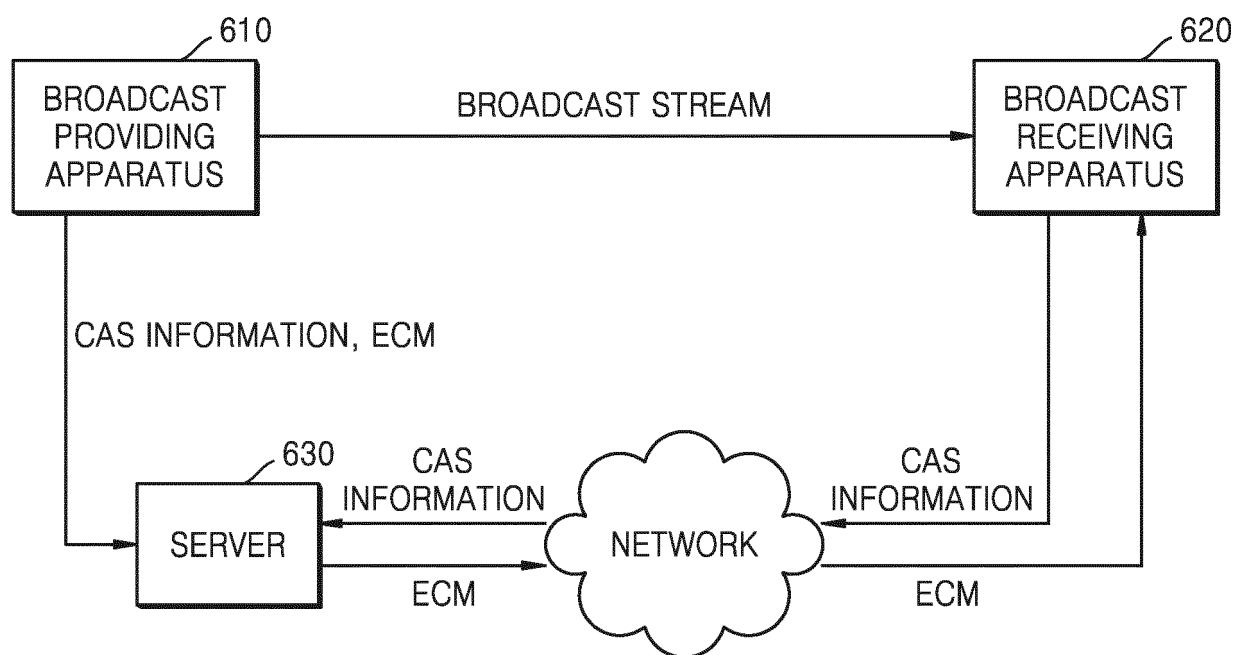 610
620
BROADCAST
PROVIDING
APPARATUS
BROADCAST STREAM
BROADCAST
RECEIVING
APPARATUS
CAS INFORMATION, ECM
630
SERVER
CAS
INFORMATION
ECM
NETWORK
CAS
INFORMATION
ECM